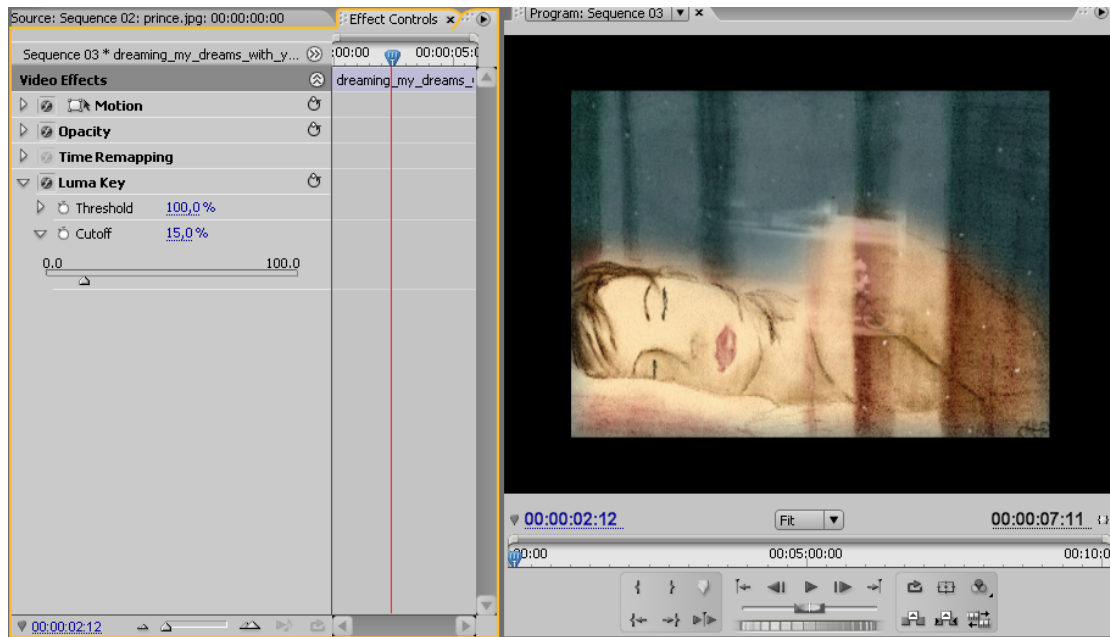 Source: Sequence 02: prince.jpg: 00:00:00:00
Effect Controls
Sequence 03 * dreaming_my_dreams_with_y...
:00:00
00:00:05:0
Video Effects
dreaming_my_dreams_
Motion
Opacity
Time Remapping
Luma Key
Threshold 100,0 %
Cutoff 15,0 %
0.0 100.0
00:00:02:12
Program: Sequence 03
00:00:02:12
Fit
00:00:07:11
00:00
00:05:00:00
00:10:0